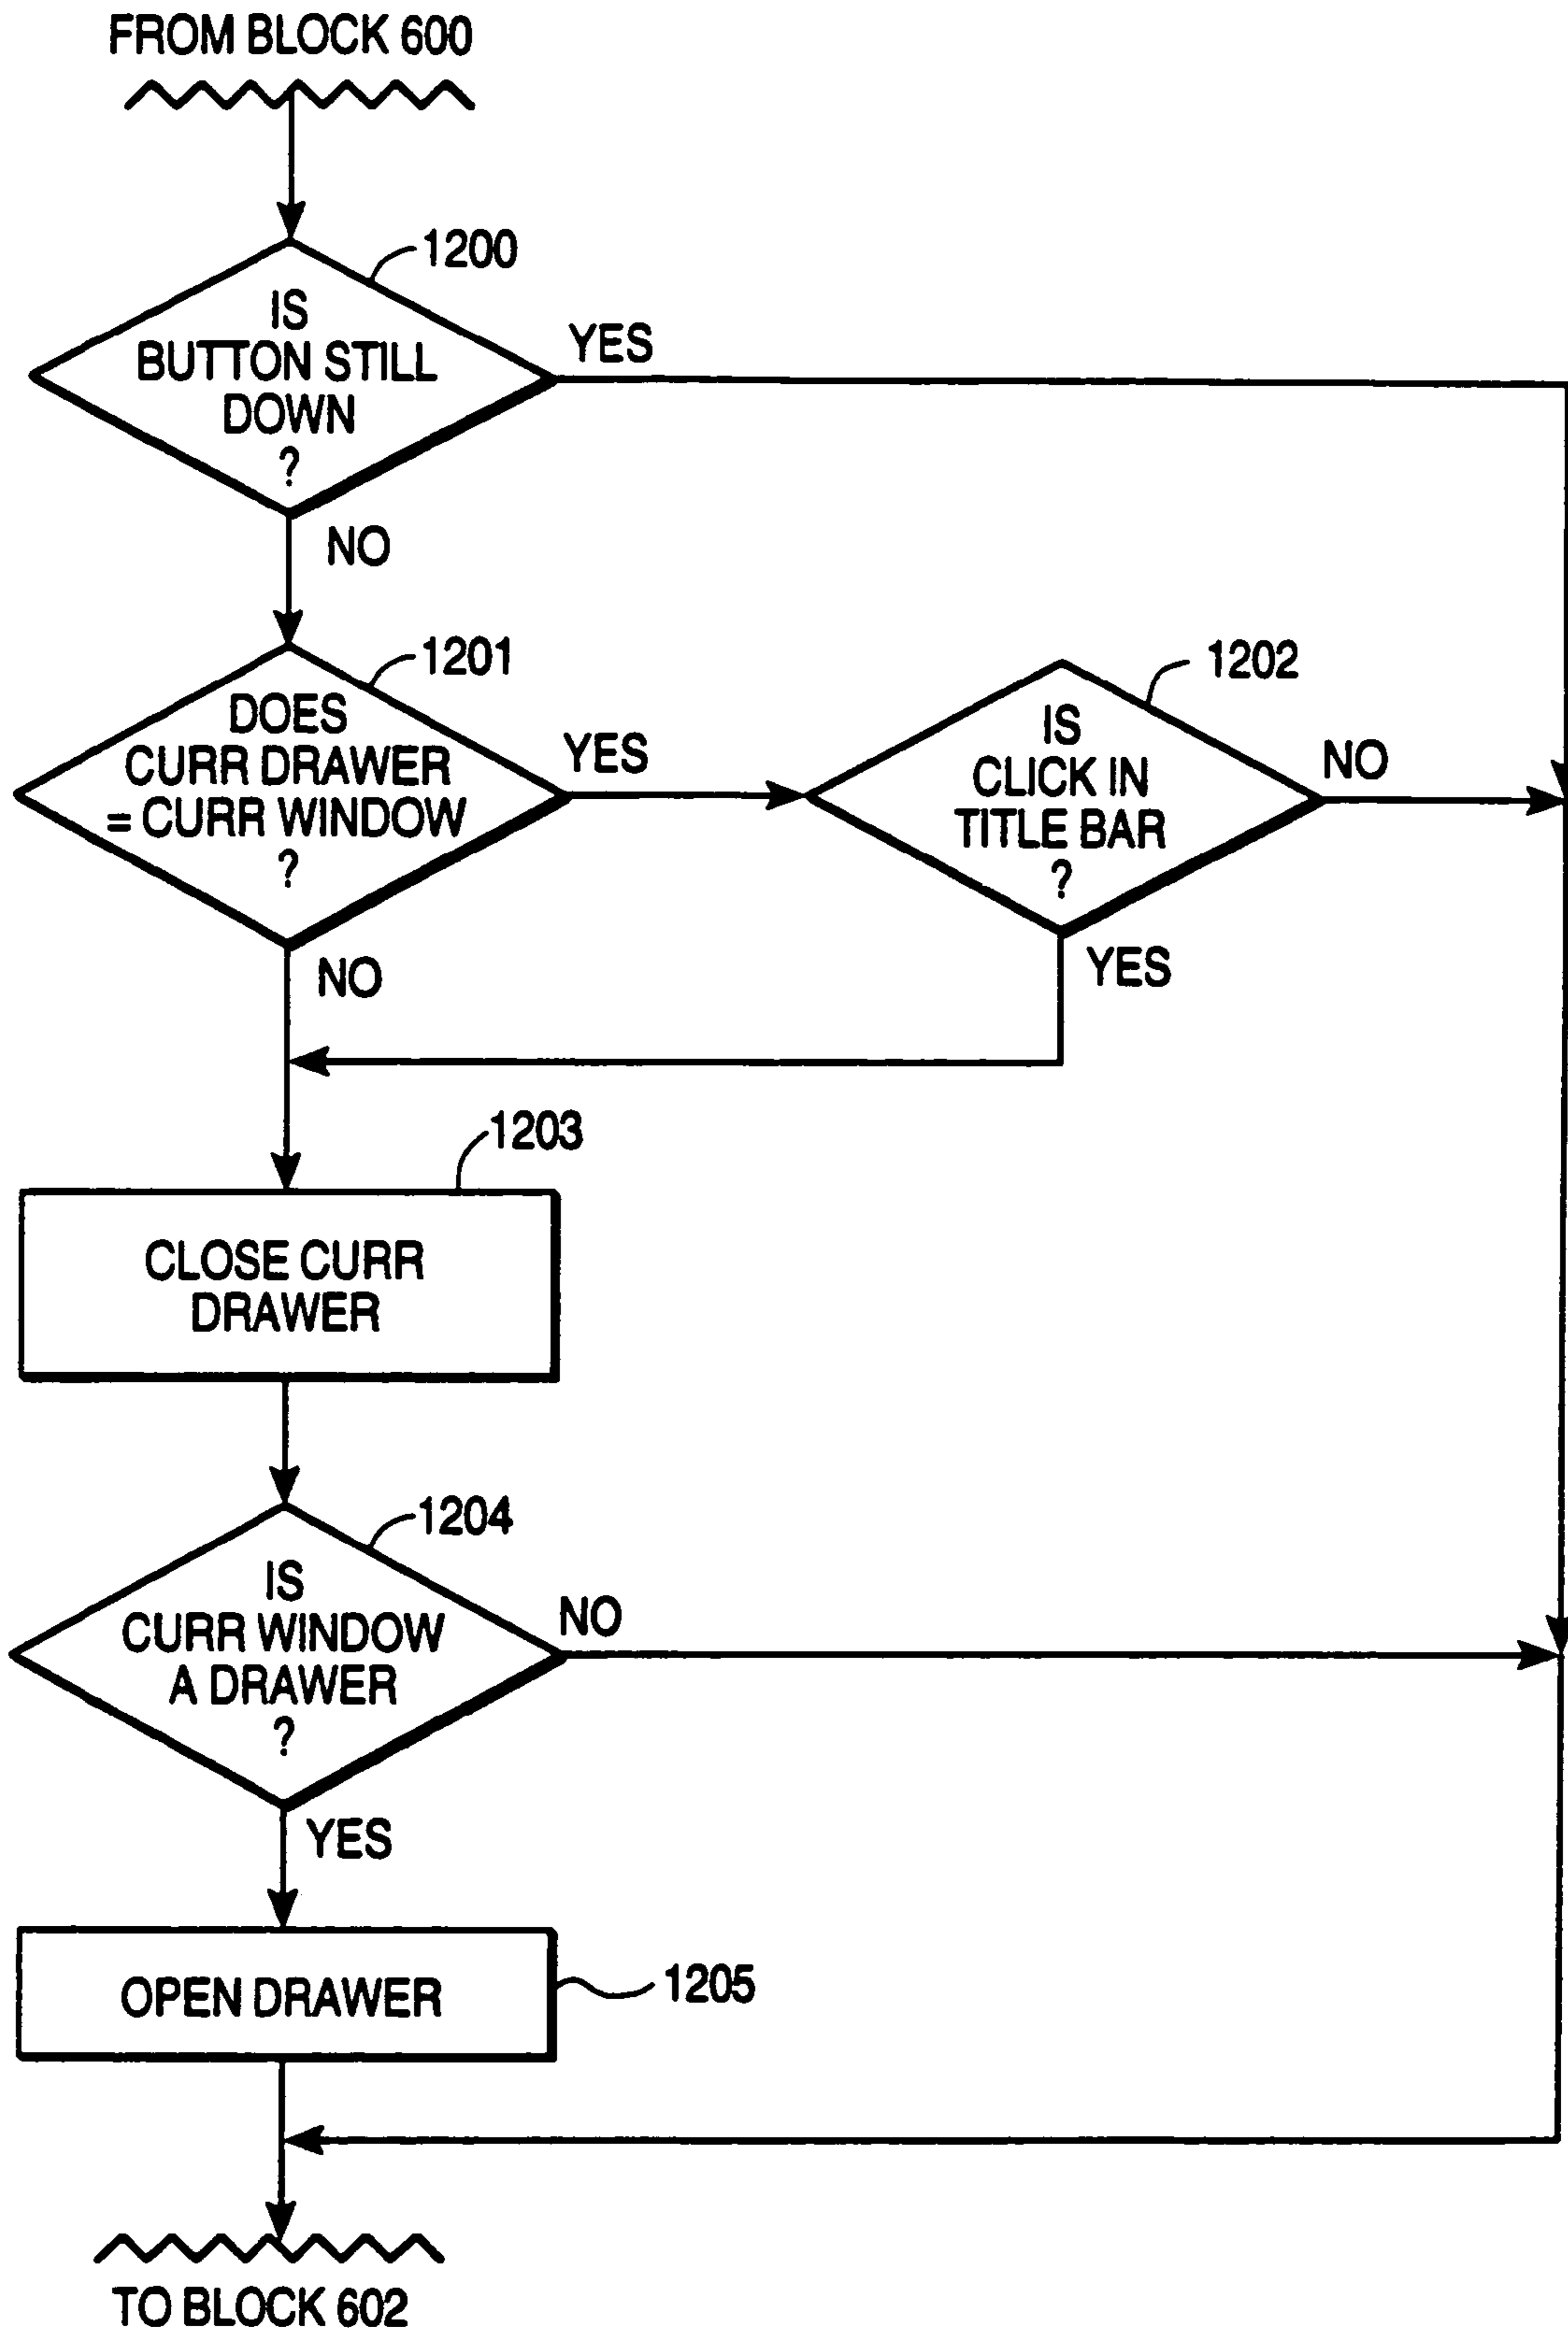 FROM BLOCK 600
1200
IS
BUTTON STILL
DOWN
?
YES
NO
1201
DOES
CURR DRAWER
= CURR WINDOW
?
YES
1202
IS
CLICK IN
TITLE BAR
?
NO
YES
NO
1203
CLOSE CURR
DRAWER
1204
IS
CURR WINDOW
A DRAWER
?
NO
YES
OPEN DRAWER
1205
TO BLOCK 602